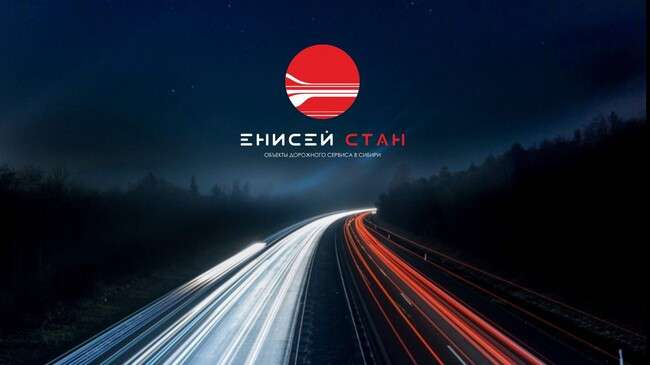 ЕНИСЕЙ СТАН
ОБЪЕКТЫ ДОРОЖНОГО СЕРВИСА В СИБИРИ